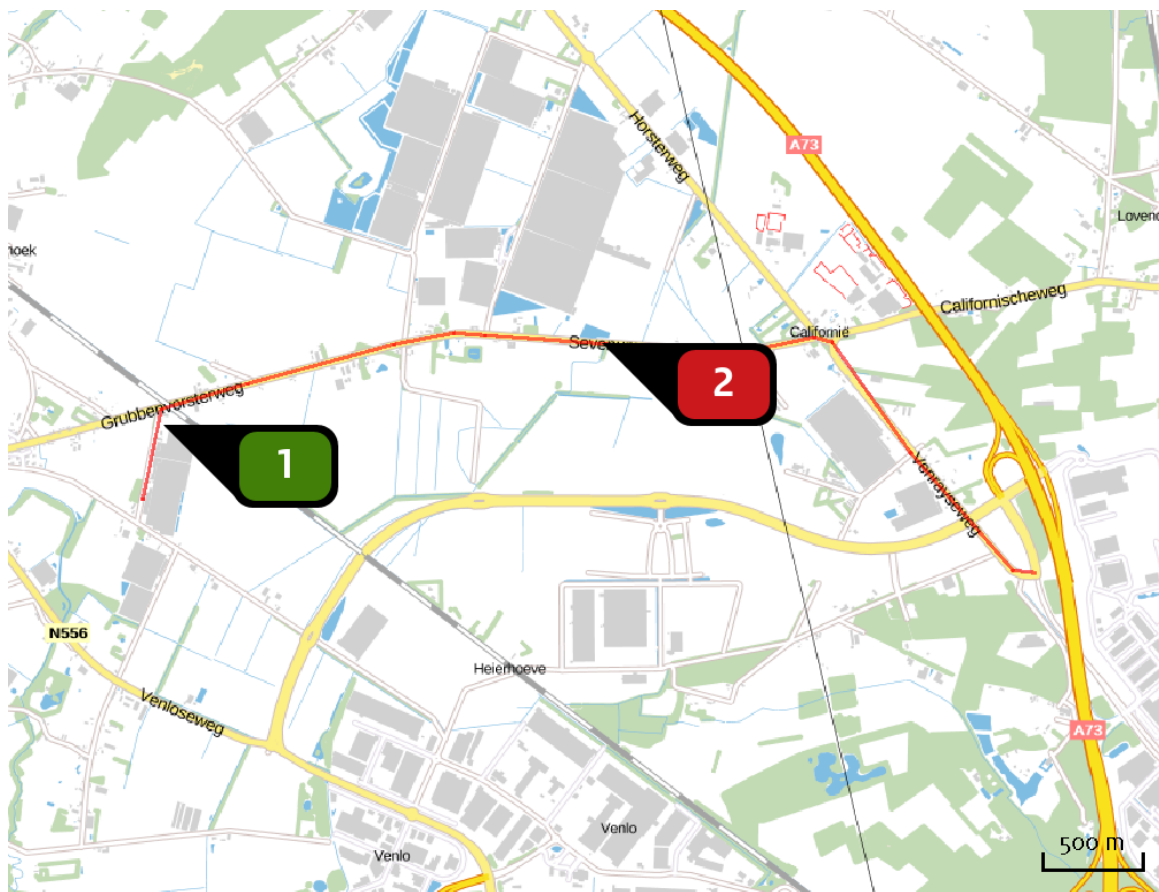 Horsterweg
A73
Lovend
hoek
Californischeweg
Californië
Grubbenvorsterweg
2
1
Venrayseweg
N556
Heierhoeve
Venloseweg
A73
Venlo
500 m
Venlo